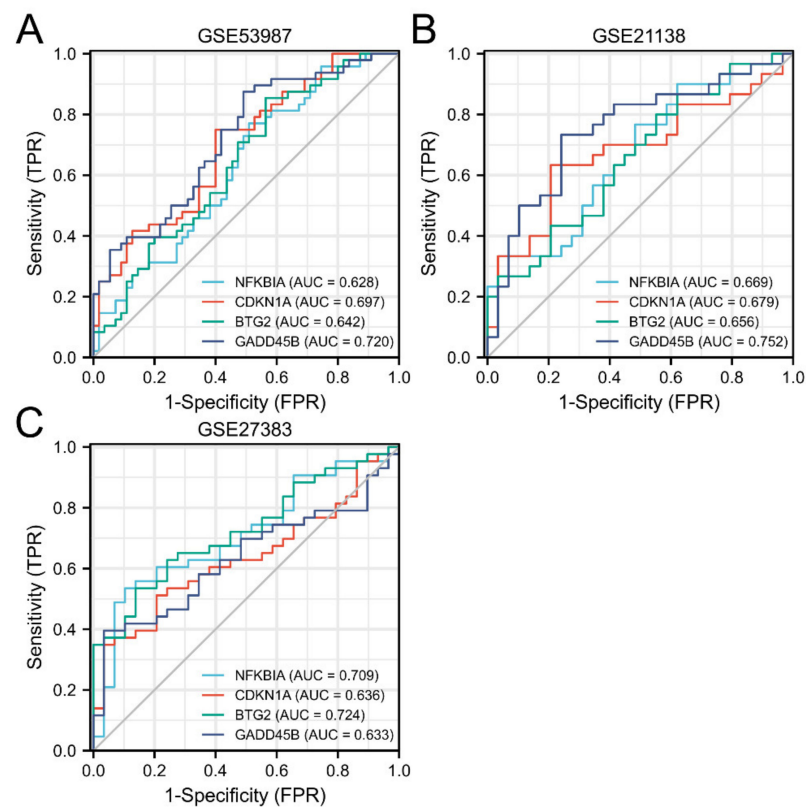 A
GSE53987
Sensitivity (TPR)
1.0
0.8
0.6
0.4
0.2
0.0
NFKBIA (AUC = 0.628)
CDKN1A (AUC = 0.697)
BTG2 (AUC = 0.642)
GADD45B (AUC = 0.720)
0.0 0.2 0.4 0.6 0.8 1.0
1-Specificity (FPR)
B
GSE21138
Sensitivity (TPR)
1.0
0.8
0.6
0.4
0.2
0.0
NFKBIA (AUC = 0.669)
CDKN1A (AUC = 0.679)
BTG2 (AUC = 0.656)
GADD45B (AUC = 0.752)
0.0 0.2 0.4 0.6 0.8 1.0
1-Specificity (FPR)
C
GSE27383
Sensitivity (TPR)
1.0
0.8
0.6
0.4
0.2
0.0
NFKBIA (AUC = 0.709)
CDKN1A (AUC = 0.636)
BTG2 (AUC = 0.724)
GADD45B (AUC = 0.633)
0.0 0.2 0.4 0.6 0.8 1.0
1-Specificity (FPR)